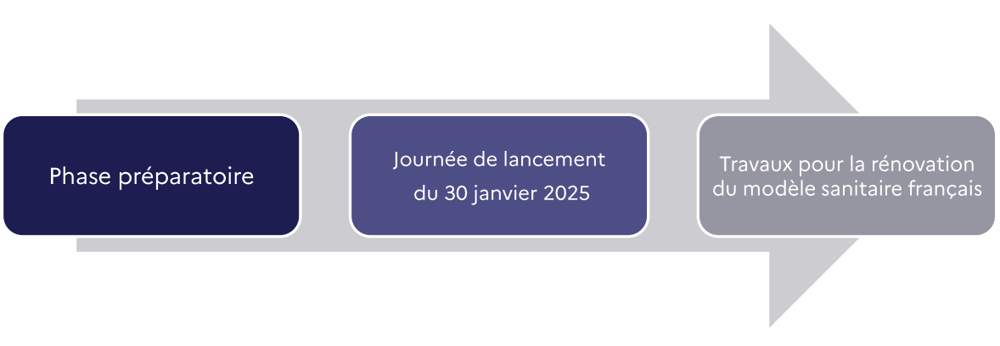 Phase préparatoire
Journée de lancement
du 30 janvier 2025
Travaux pour la rénovation
du modèle sanitaire français